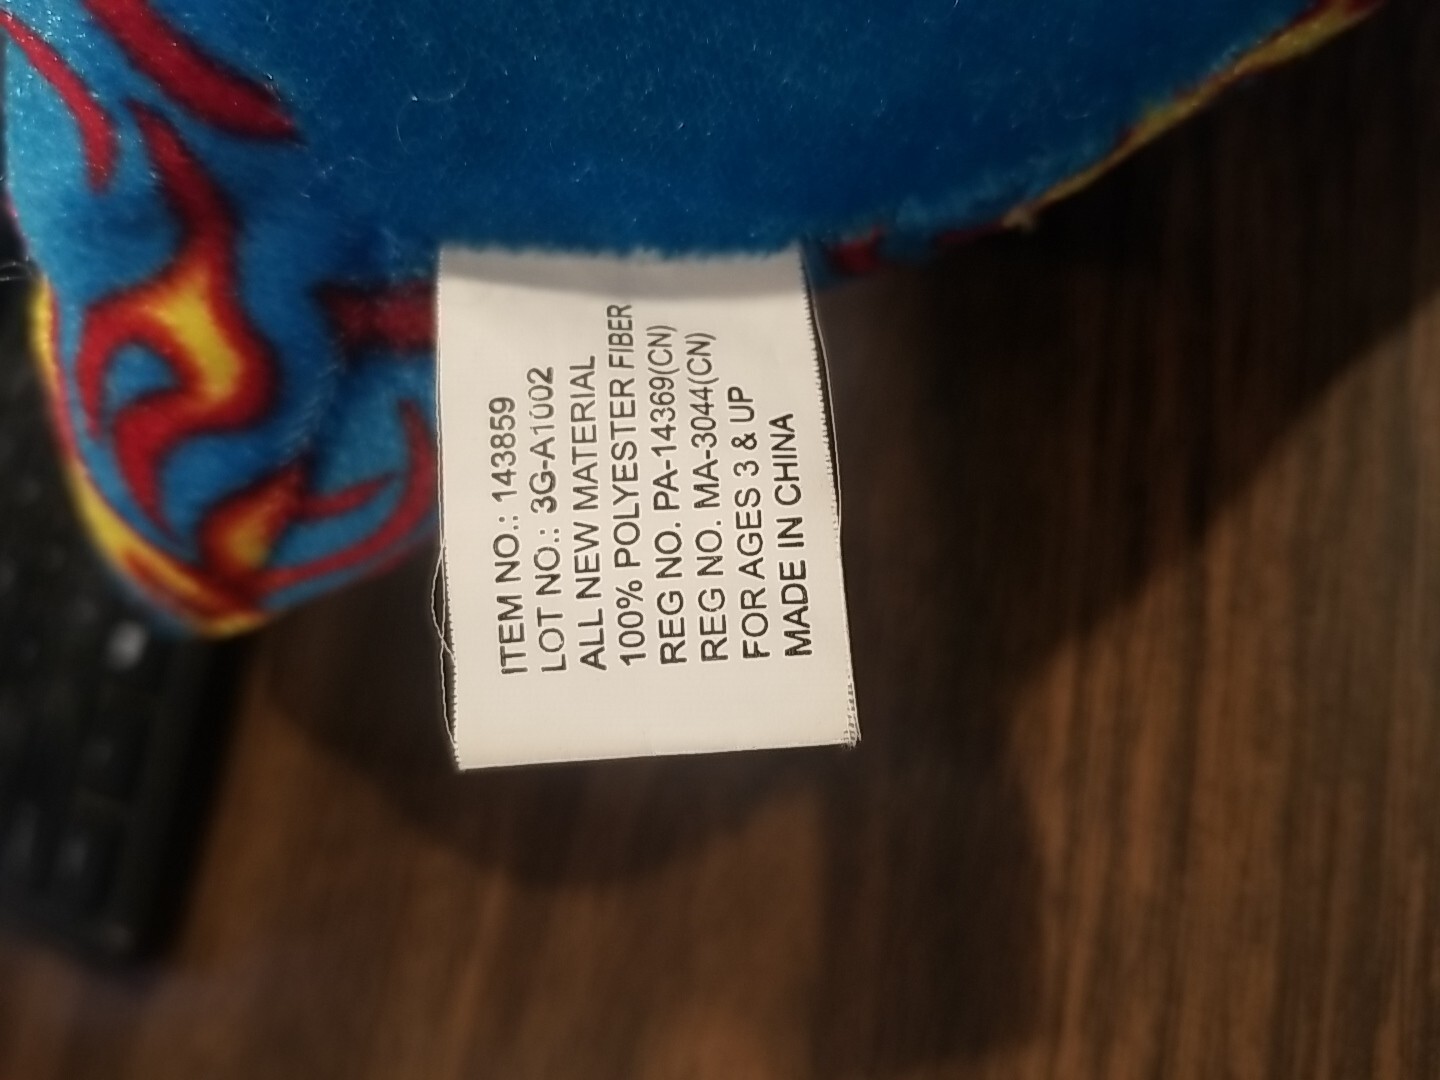 ITEM NO.: 143859
LOT NO.: 3G-A1002
ALL NEW MATERIAL
100% POLYESTER FIBER
REG NO. PA-14369(CN)
REG NO. MA-3044(CN)
FOR AGES 3 & UP
MADE IN CHINA